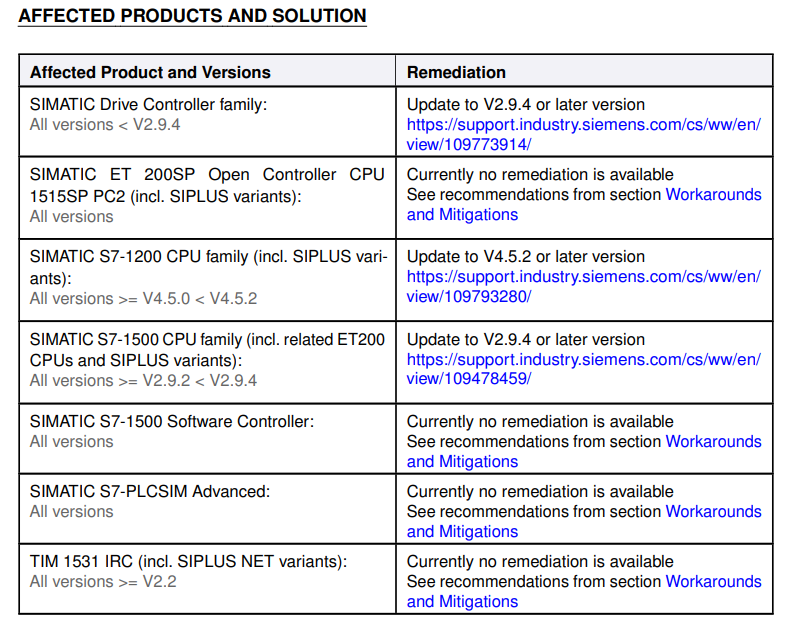 AFFECTED PRODUCTS AND SOLUTION
Affected Product and Versions
Remediation
SIMATIC Drive Controller family:
All versions < V2.9.4
Update to V2.9.4 or later version
https://support.industry.siemens.com/cs/ww/en/
view/109773914/
SIMATIC ET 200SP Open Controller CPU
1515SP PC2 (incl. SIPLUS variants):
All versions
Currently no remediation is available
See recommendations from section Workarounds
and Mitigations
SIMATIC S7-1200 CPU family (incl. SIPLUS vari-
ants):
All versions >= V4.5.0 < V4.5.2
Update to V4.5.2 or later version
https://support.industry.siemens.com/cs/ww/en/
view/109793280/
SIMATIC S7-1500 CPU family (incl. related ET200
CPUs and SIPLUS variants):
All versions >= V2.9.2 < V2.9.4
Update to V2.9.4 or later version
https://support.industry.siemens.com/cs/ww/en/
view/109478459/
SIMATIC S7-1500 Software Controller:
All versions
Currently no remediation is available
See recommendations from section Workarounds
and Mitigations
SIMATIC S7-PLCSIM Advanced:
All versions
Currently no remediation is available
See recommendations from section Workarounds
and Mitigations
TIM 1531 IRC (incl. SIPLUS NET variants):
All versions >= V2.2
Currently no remediation is available
See recommendations from section Workarounds
and Mitigations